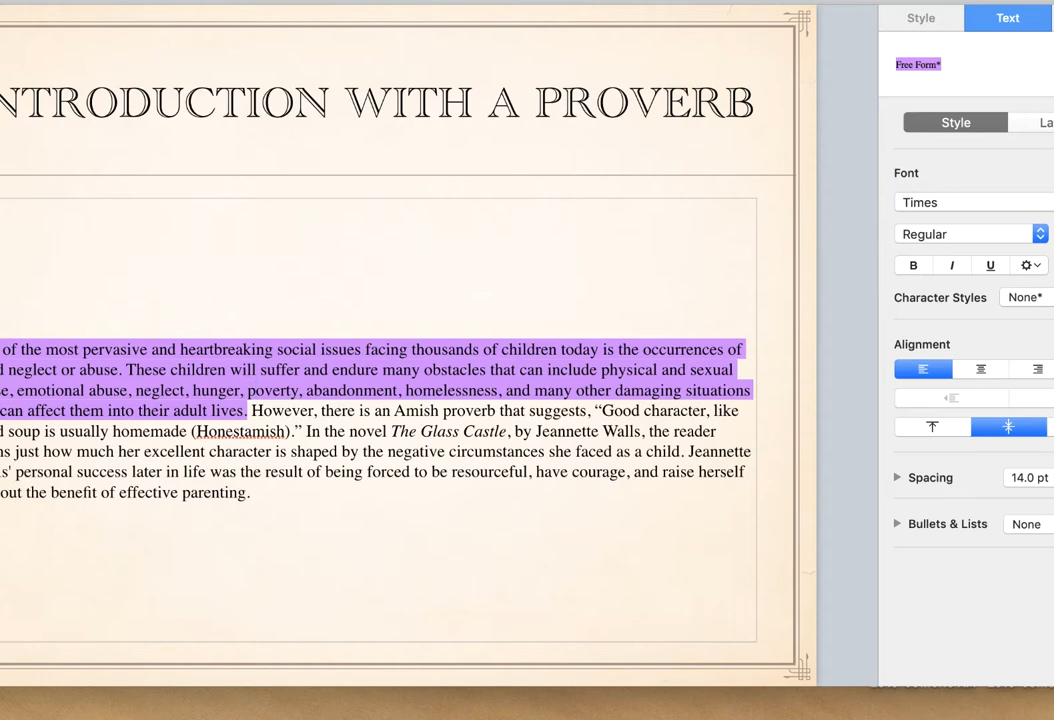 Style Text
Free Form*
NTRODUCTION WITH A PROVERB
Style La
Font
Times
Regular
B I U
Character Styles None*
Alignment
of the most pervasive and heartbreaking social issues facing thousands of children today is the occurrences of
neglect or abuse. These children will suffer and endure many obstacles that can include physical and sexual
e, emotional abuse, neglect, hunger, poverty, abandonment, homelessness, and many other damaging situations
can affect them into their adult lives. However, there is an Amish proverb that suggests, “Good character, like
soup is usually homemade (Honestamish).” In the novel The Glass Castle, by Jeannette Walls, the reader
ns just how much her excellent character is shaped by the negative circumstances she faced as a child. Jeannette
s' personal success later in life was the result of being forced to be resourceful, have courage, and raise herself
out the benefit of effective parenting.
Spacing 14.0 pt
Bullets & Lists None